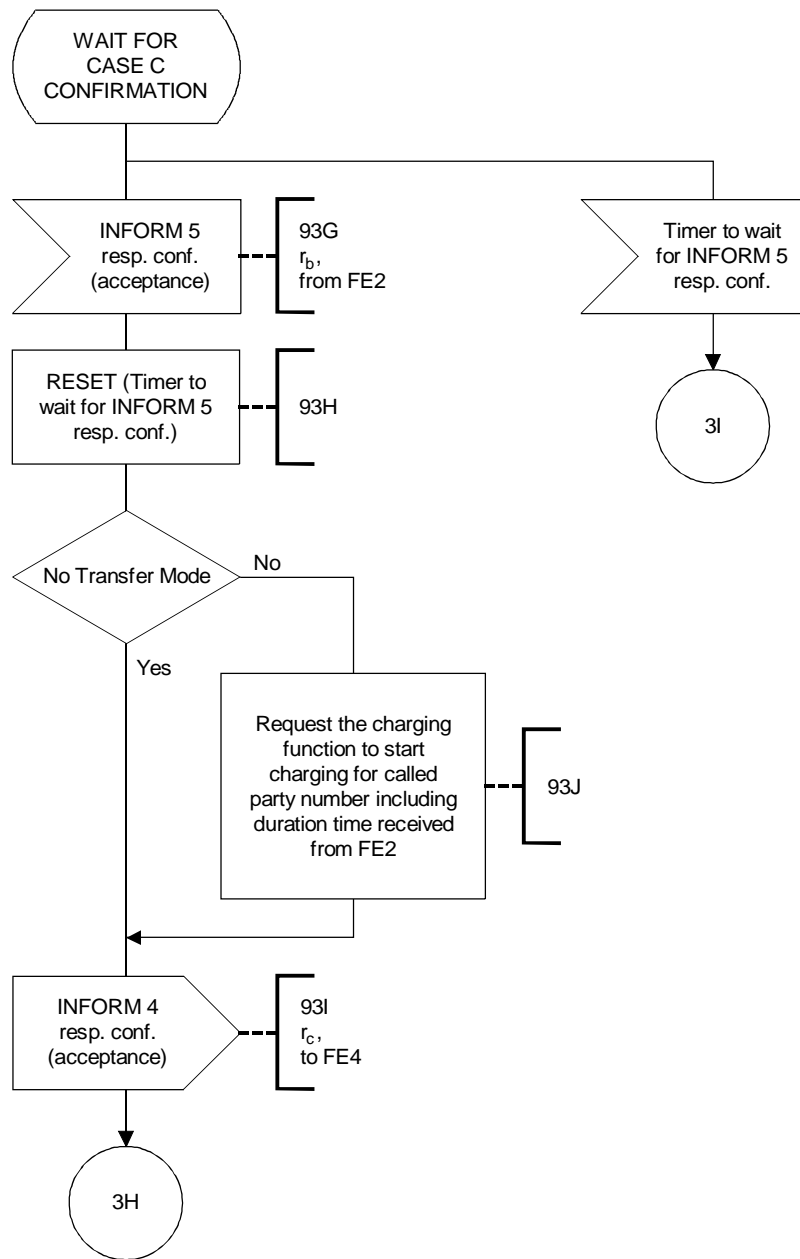 WAIT FOR
CASE C
CONFIRMATION
INFORM 5
resp. conf.
(acceptance)
93G
r_b,
from FE2
Timer to wait
for INFORM 5
resp. conf.
RESET (Timer to
wait for INFORM 5
resp. conf.)
93H
3I
No Transfer Mode
No
Yes
Request the charging
function to start
charging for called
party number including
duration time received
from FE2
93J
INFORM 4
resp. conf.
(acceptance)
93I
r_c,
to FE4
3H